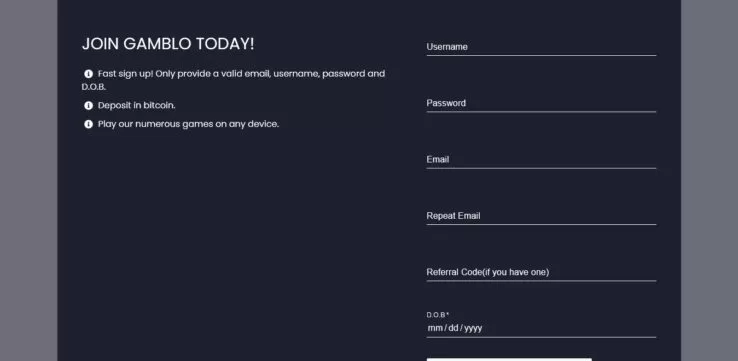 JOIN GAMBLO TODAY!
Fast sign up! Only provide a valid email, username, password and
D.O.B.
Deposit in bitcoin.
Play our numerous games on any device.
Username
Password
Email
Repeat Email
Referral Code(if you have one)
D.O.B *
mm / dd / yyyy